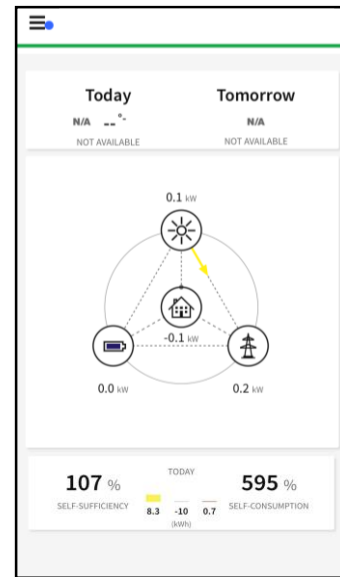 Today Tomorrow
N/A --°- N/A
NOT AVAILABLE NOT AVAILABLE
0.1 kW
-0.1 kW
0.0 kW 0.2 kW
TODAY
107 % 595 %
SELF-SUFFICIENCY SELF-CONSUMPTION
8.3 -10 0.7
(kWh)